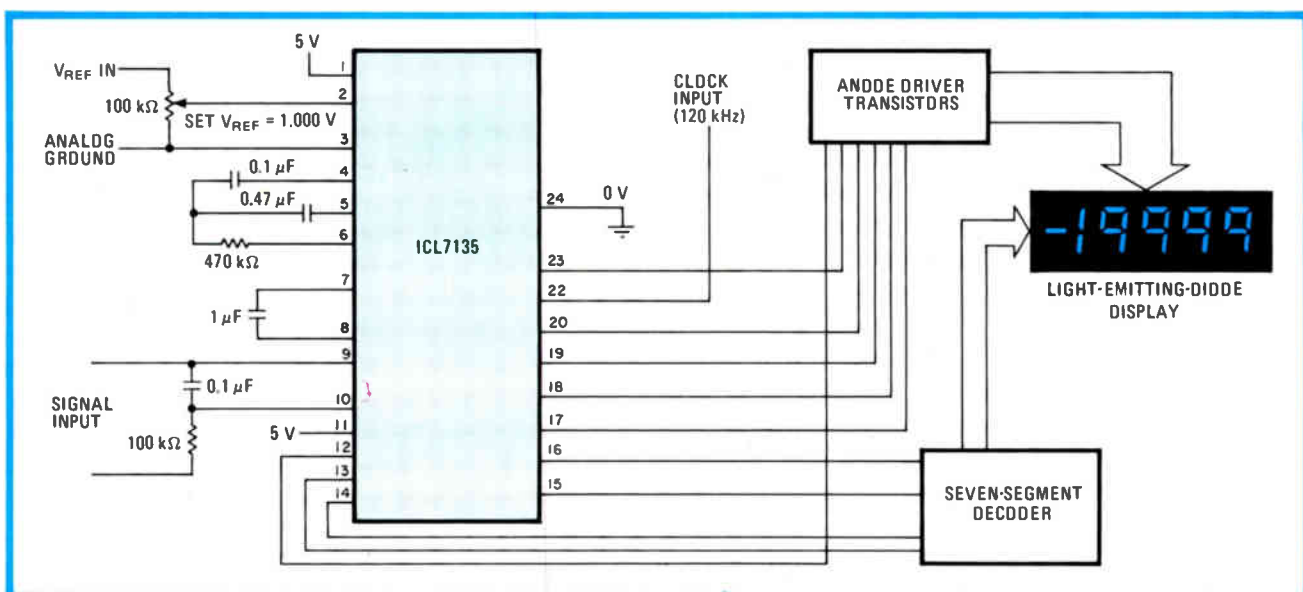 5 V
V_REF IN
100 kΩ
SET V_REF = 1.000 V
ANALOG
GROUND
0.1 µF
0.47 µF
470 kΩ
1 µF
0.1 µF
SIGNAL
INPUT
100 kΩ
5 V
1
2
3
4
5
6
7
8
9
10
11
12
13
14
ICL7135
24
23
22
20
19
18
17
16
15
0 V
CLOCK
INPUT
(120 kHz)
ANODE DRIVER
TRANSISTORS
-19999
LIGHT-EMITTING-DIODE
DISPLAY
SEVEN-SEGMENT
DECODER